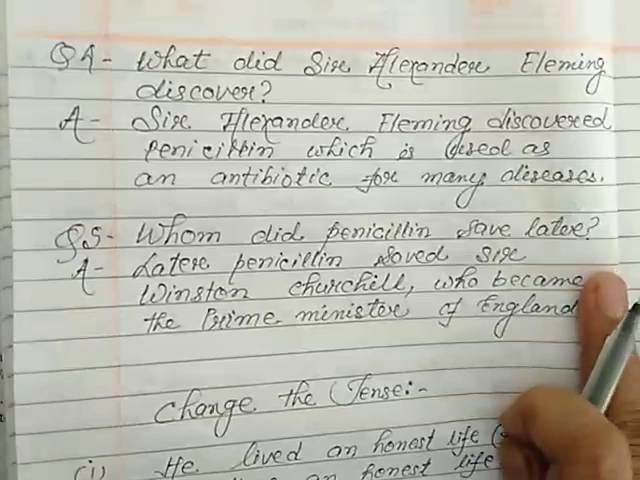 Q4- What did Sir Alexander Fleming
discover?
A- Sir Alexander Fleming discovered
penicillin which is used as
an antibiotic for many diseases.
Q5- Whom did penicillin save later?
A- Later penicillin saved Sir
Winston churchill, who became
the Prime minister of England
Change the Tense:-
(i) He lived an honest life
an honest life.